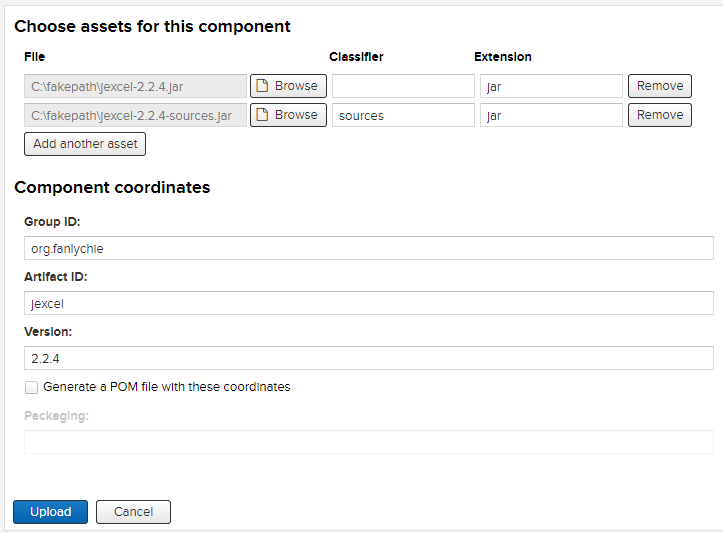 Choose assets for this component
File Classifier Extension
C:\fakepath\jexcel-2.2.4.jar Browse jar Remove
C:\fakepath\jexcel-2.2.4-sources.jar Browse sources jar Remove
Add another asset
Component coordinates
Group ID:
org.fanlychie
Artifact ID:
jexcel
Version:
2.2.4
Generate a POM file with these coordinates
Packaging:
Upload Cancel